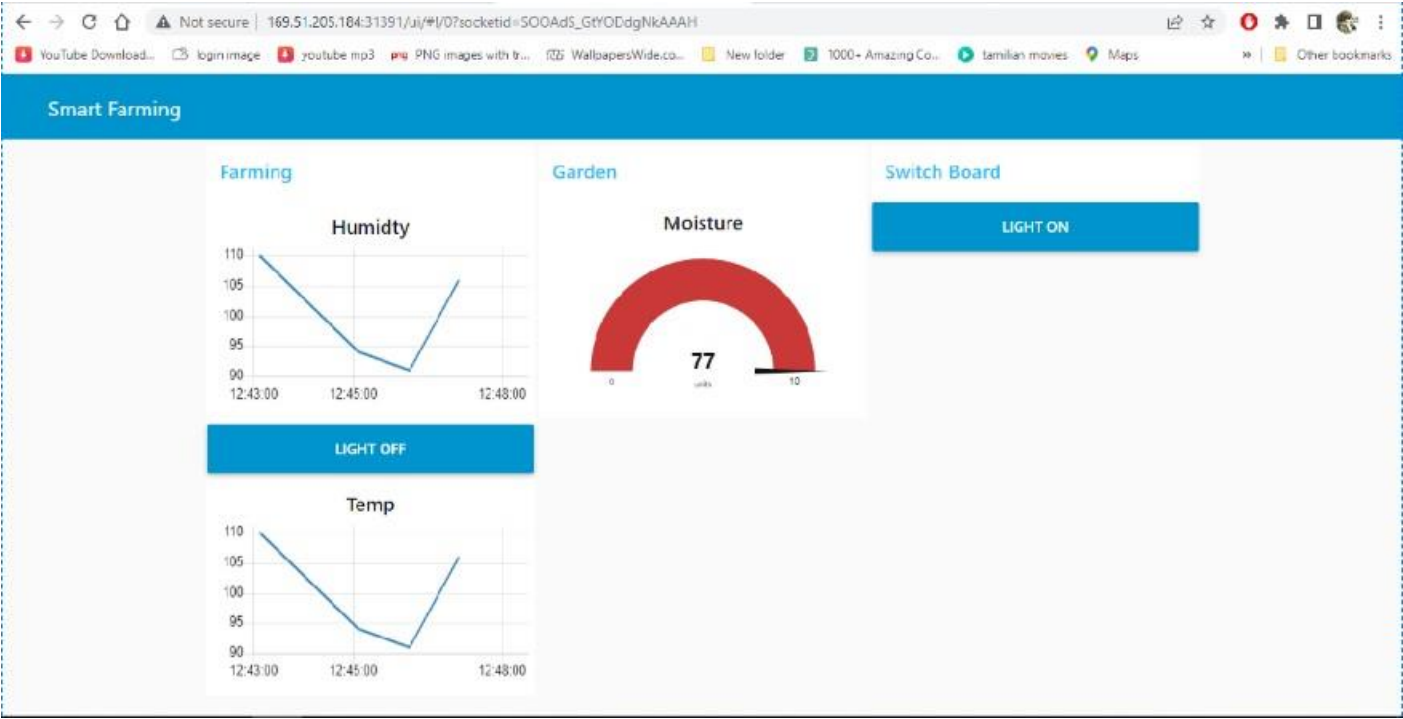 Not secure | 169.51.205.184:31391/ui/#!/0?socketid=SOOAdS_GtYODdgNkAAAH
YouTube Download... login image youtube mp3 png PNG images with tr... WallpapersWide.co... New folder 1000+ Amazing Co... tamilian movies Maps » Other bookmarks
Smart Farming
Farming
Humidty
110
105
100
95
90
12:43:00 12:45:00 12:48:00
LIGHT OFF
Temp
110
105
100
95
90
12:43:00 12:45:00 12:48:00
Garden
Moisture
77
0 units 10
Switch Board
LIGHT ON